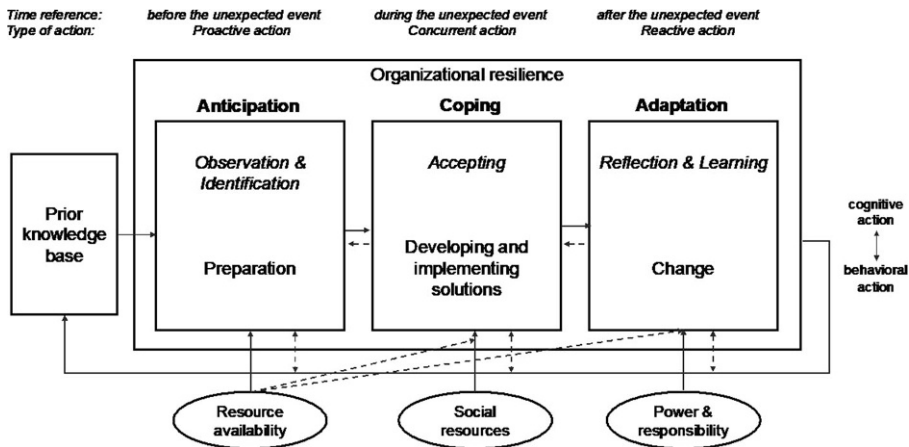 Time reference: before the unexpected event during the unexpected event after the unexpected event
Type of action: Proactive action Concurrent action Reactive action
Organizational resilience
Anticipation Coping Adaptation
Observation &
Identification
Accepting
Reflection & Learning
Prior
knowledge
base
Preparation
Developing and
implementing
solutions
Change
cognitive
action
behavioral
action
Resource
availability
Social
resources
Power &
responsibility